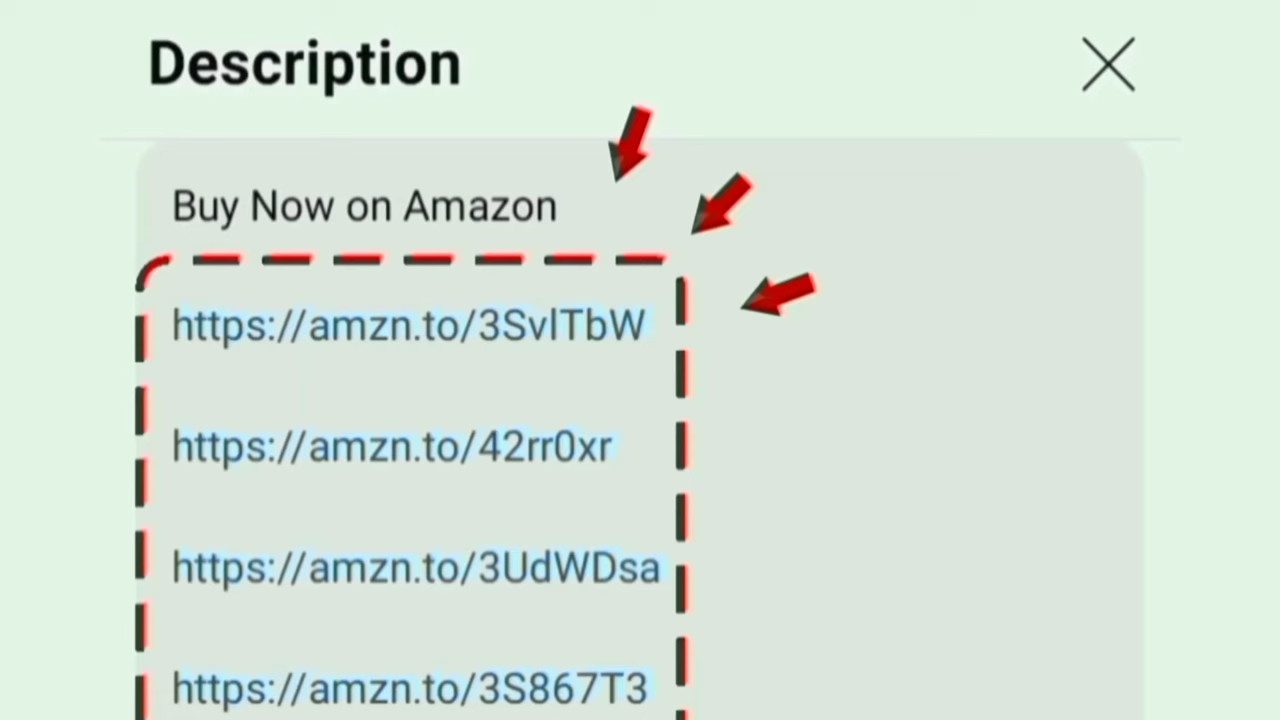 Description
Buy Now on Amazon
https://amzn.to/3SvlTbW
https://amzn.to/42rr0xr
https://amzn.to/3UdWDsa
https://amzn.to/3S867T3